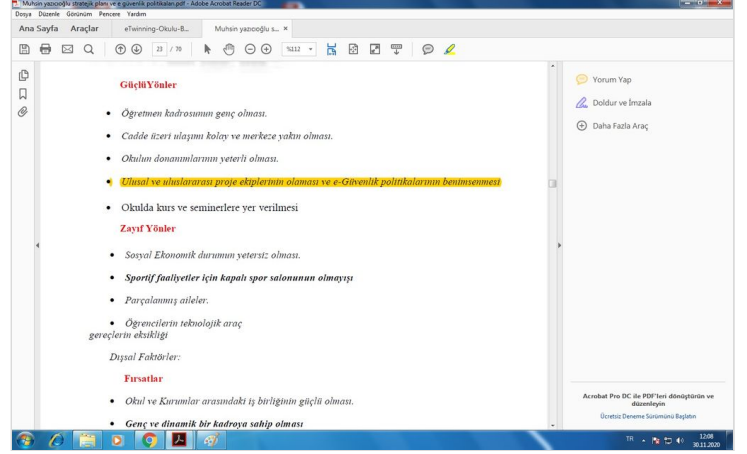 Muhsin yazıcıoğlu stratejik planı ve e güvenlik politikaları.pdf - Adobe Acrobat Reader DC
Dosya Düzenle Görünüm Pencere Yardım
Ana Sayfa Araçlar eTwinning-Okulu-B... Muhsin yazıcıoğlu s... ×
23 / 70 %112
GüçlüYönler
• Öğretmen kadrosunun genç olması.
• Cadde üzeri ulaşımı kolay ve merkeze yakın olması.
• Okulun donanımlarının yeterli olması.
• Ulusal ve uluslararası proje ekiplerinin olaması ve e-Güvenlik politikalarının benimsenmesi
• Okulda kurs ve seminerlere yer verilmesi
Zayıf Yönler
• Sosyal Ekonomik durumun yetersiz olması.
• Sportif faaliyetler için kapalı spor salonunun olmayışı
• Parçalanmış aileler.
• Öğrencilerin teknolojik araç
gereçlerin eksikliği
Dışsal Faktörler:
Fırsatlar
• Okul ve Kurumlar arasındaki iş birliğinin güçlü olması.
• Genç ve dinamik bir kadroya sahip olması
Yorum Yap
Doldur ve İmzala
Daha Fazla Araç
Acrobat Pro DC ile PDF'leri dönüştürün ve
düzenleyin
Ücretsiz Deneme Sürümünü Başlatın
TR 12:08
30.11.2020